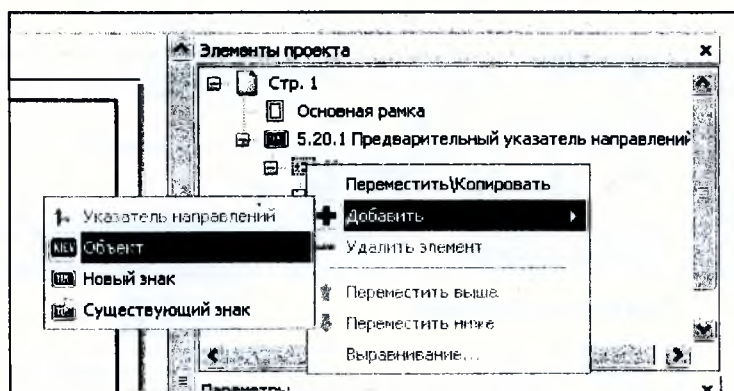 Элементы проекта
Стр. 1
Основная рамка
5.20.1 Предварительный указатель направлений
Переместить\Копировать
Добавить
Удалить элемент
Переместить выше
Переместить ниже
Выравнивание...
Указатель направлений
KIEV Объект
Новый знак
Существующий знак
Параметры